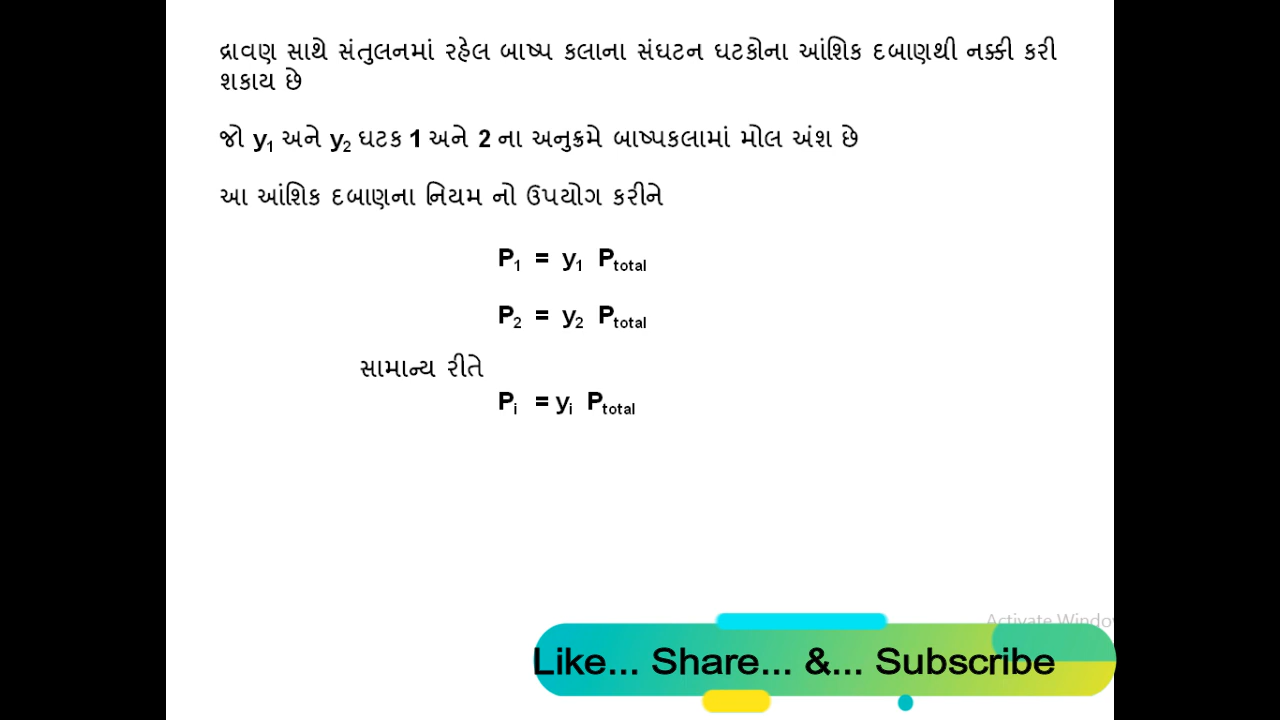 દ્રાવણ સાથે સંતુલનમાં રહેલ બાષ્પ કલાના સંઘટન ઘટકોના આંશિક દબાણથી નક્કી કરી
શકાય છે
જો y₁ અને y₂ ઘટક 1 અને 2 ના અનુક્રમે બાષ્પકલામાં મોલ અંશ છે
આ આંશિક દબાણના નિયમ નો ઉપયોગ કરીને
P₁ = y₁ Ptotal
P₂ = y₂ Ptotal
સામાન્ય રીતે
Pᵢ = yᵢ Ptotal
Activate Windo
Like... Share... &... Subscribe